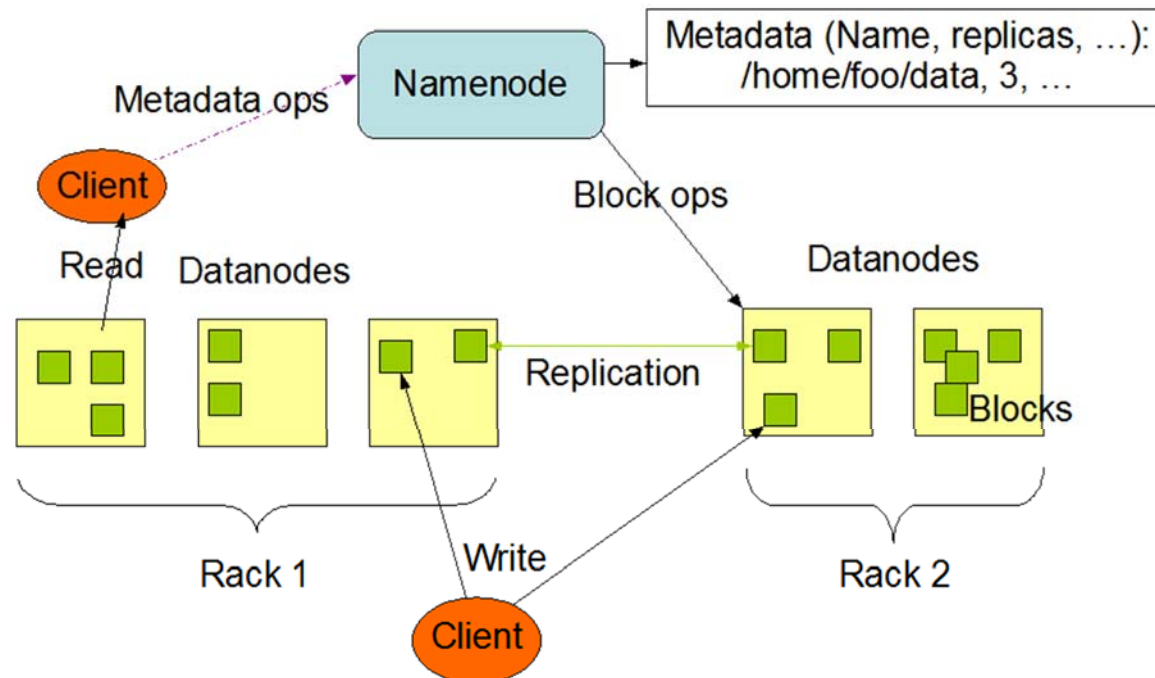 Metadata (Name, replicas, …):
/home/foo/data, 3, …
Namenode
Metadata ops
Client
Block ops
Read
Datanodes
Datanodes
Replication
Blocks
Rack 1
Write
Rack 2
Client